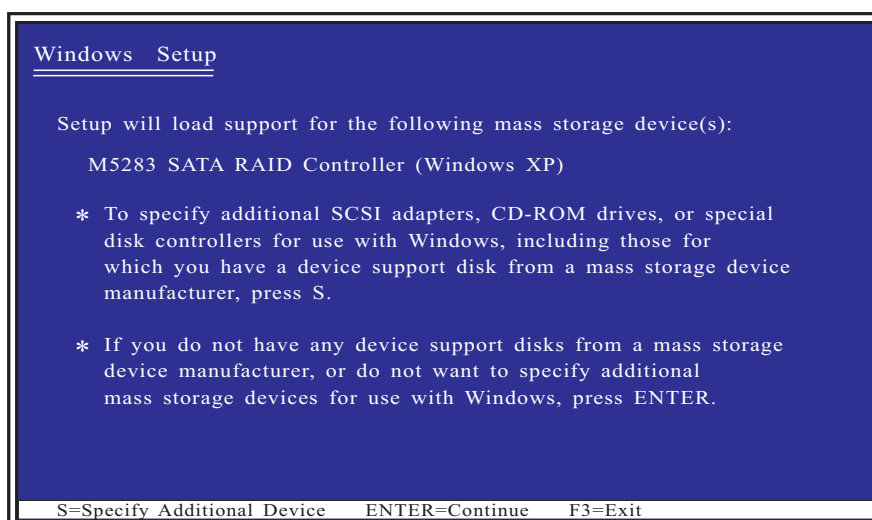 Windows Setup
Setup will load support for the following mass storage device(s):
M5283 SATA RAID Controller (Windows XP)
* To specify additional SCSI adapters, CD-ROM drives, or special
disk controllers for use with Windows, including those for
which you have a device support disk from a mass storage device
manufacturer, press S.
* If you do not have any device support disks from a mass storage
device manufacturer, or do not want to specify additional
mass storage devices for use with Windows, press ENTER.
S=Specify Additional Device ENTER=Continue F3=Exit